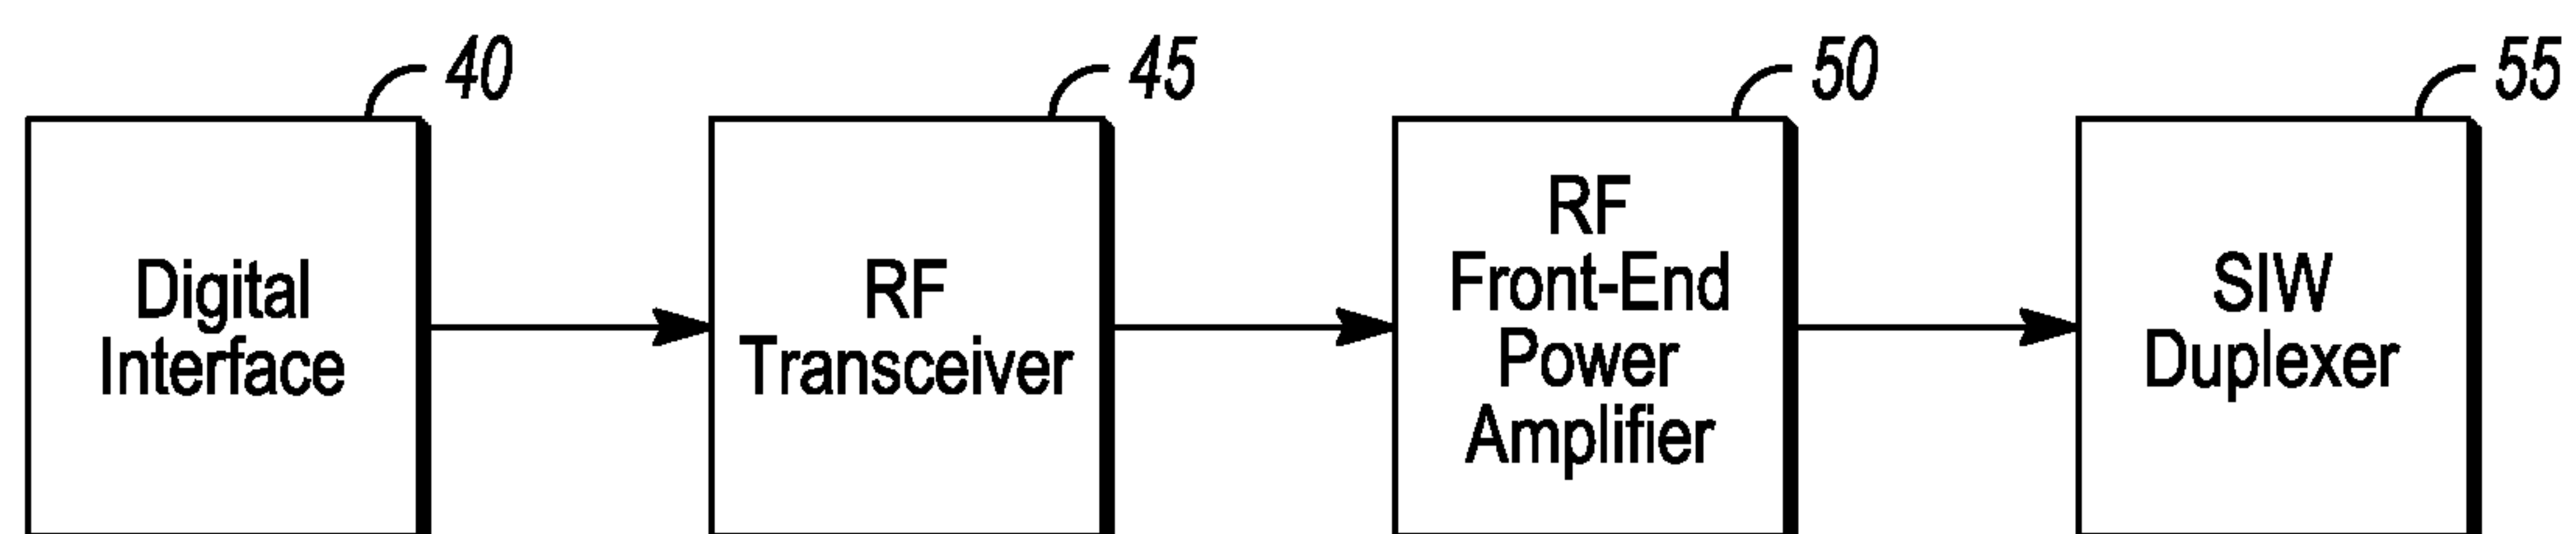 40
45
50
55
Digital
Interface
RF
Transceiver
RF
Front-End
Power
Amplifier
SIW
Duplexer